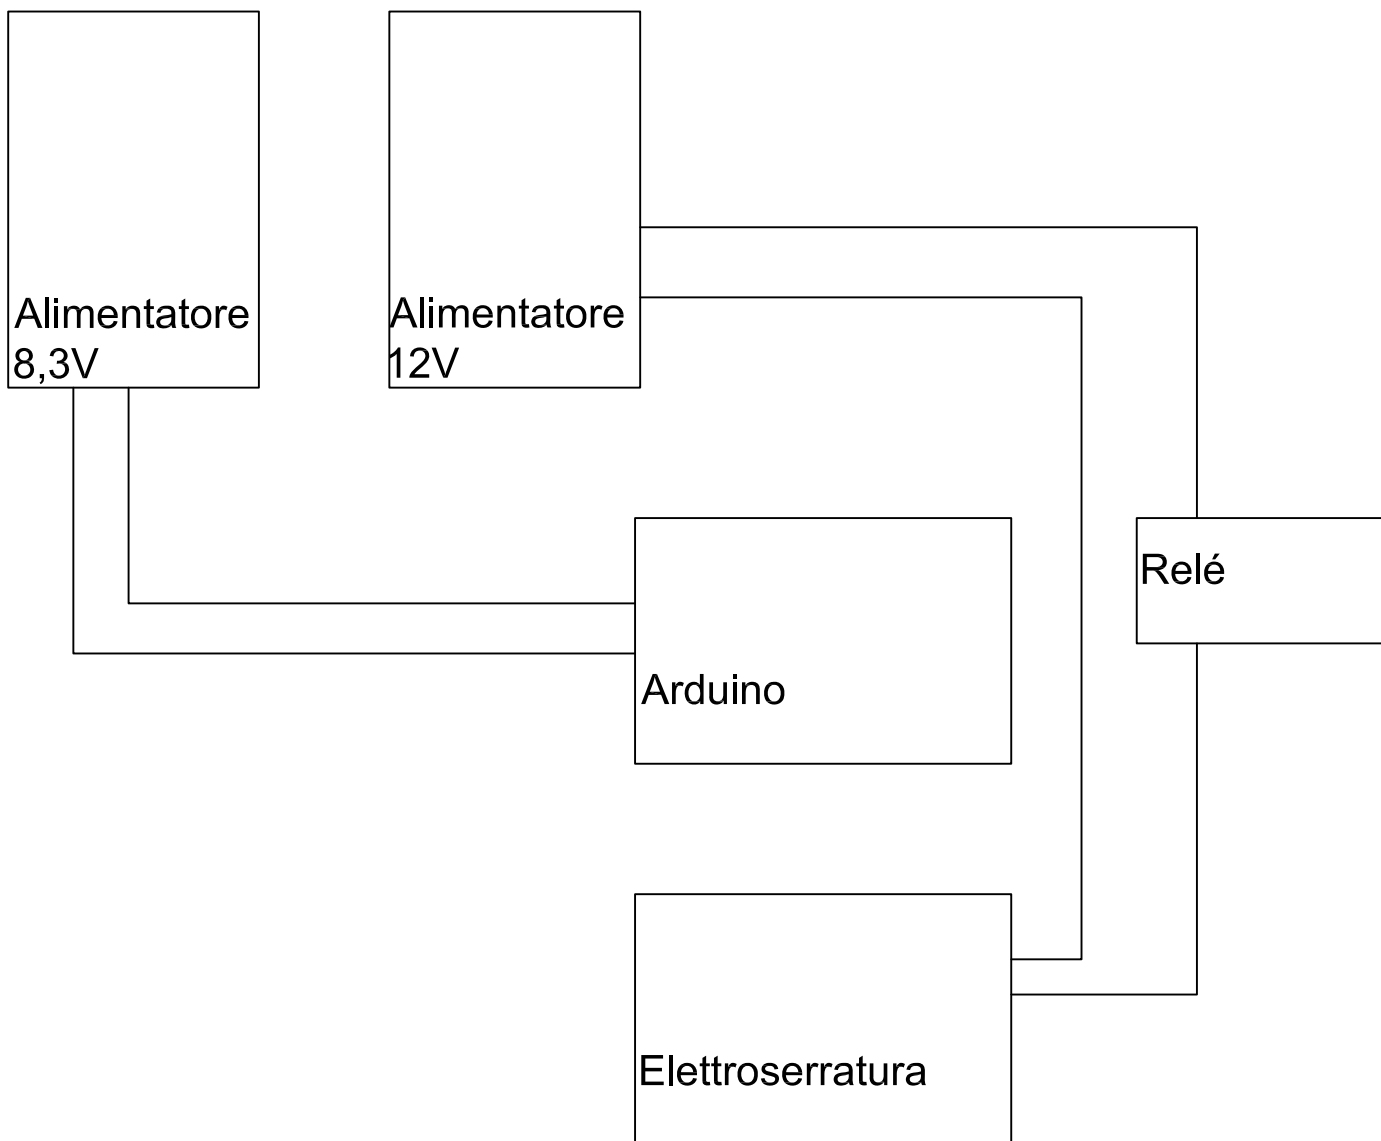 Alimentatore
8,3V
Alimentatore
12V
Relé
Arduino
Elettroserratura